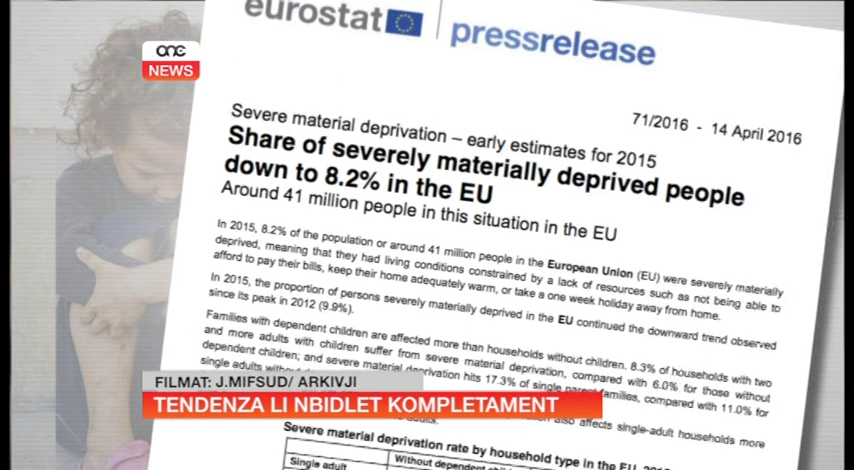 eurostat
pressrelease
one
NEWS
71/2016 - 14 April 2016
Severe material deprivation – early estimates for 2015
Share of severely materially deprived people
down to 8.2% in the EU
Around 41 million people in this situation in the EU
In 2015, 8.2% of the population or around 41 million people in the European Union (EU) were severely materially
deprived, meaning that they had living conditions constrained by a lack of resources such as not being able to
afford to pay their bills, keep their home adequately warm, or take a one week holiday away from home.
In 2015, the proportion of persons severely materially deprived in the EU continued the downward trend observed
since its peak in 2012 (9.9%).
Families with dependent children are affected more than households without children. 8.3% of households with two
and more adults with children suffer from severe material deprivation, compared with 6.0% for those without
dependent children; and severe material deprivation hits 17.3% of single parent families, compared with 11.0% for
single adults
also affects single-adult households more
FILMAT: J.MIFSUD/ ARKIVJI
TENDENZA LI NBIDLET KOMPLETAMENT
Severe material deprivation rate by household type in the EU, 2015
Without dependent
Single adult